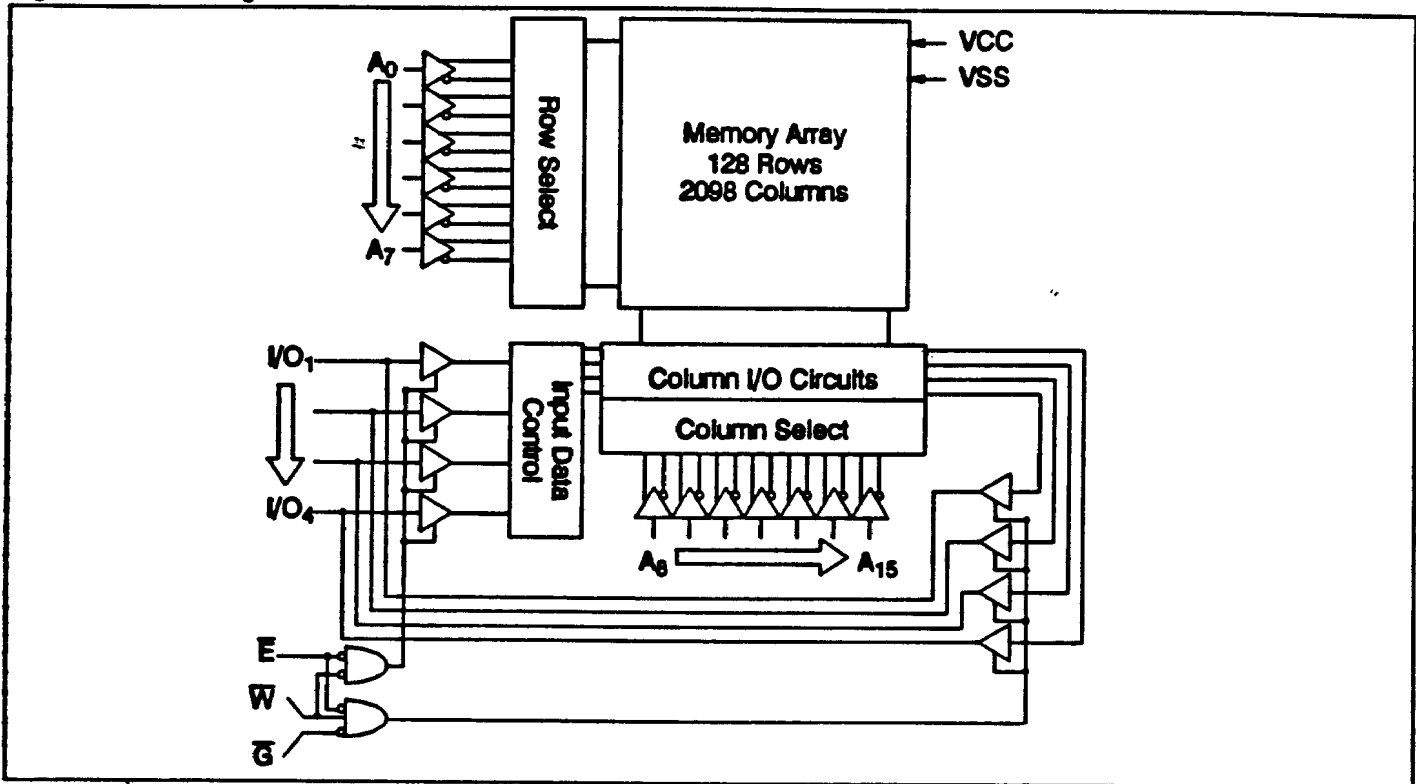 A0
A7
Row Select
Memory Array
128 Rows
2098 Columns
VCC
VSS
I/O1
I/O4
Input Data
Control
Column I/O Circuits
Column Select
A8
A15
E
W
G